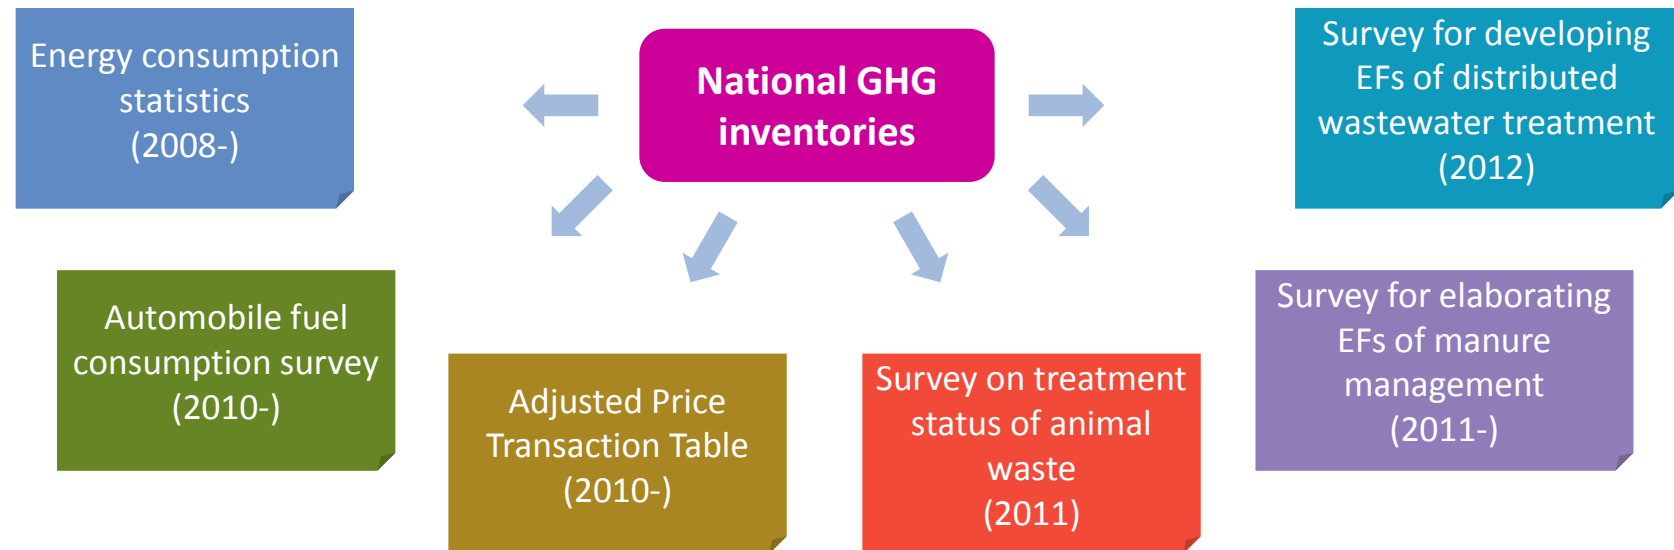 Energy consumption
statistics
(2008-)
National GHG
inventories
Survey for developing
EFs of distributed
wastewater treatment
(2012)
Automobile fuel
consumption survey
(2010-)
Adjusted Price
Transaction Table
(2010-)
Survey on treatment
status of animal
waste
(2011)
Survey for elaborating
EFs of manure
management
(2011-)